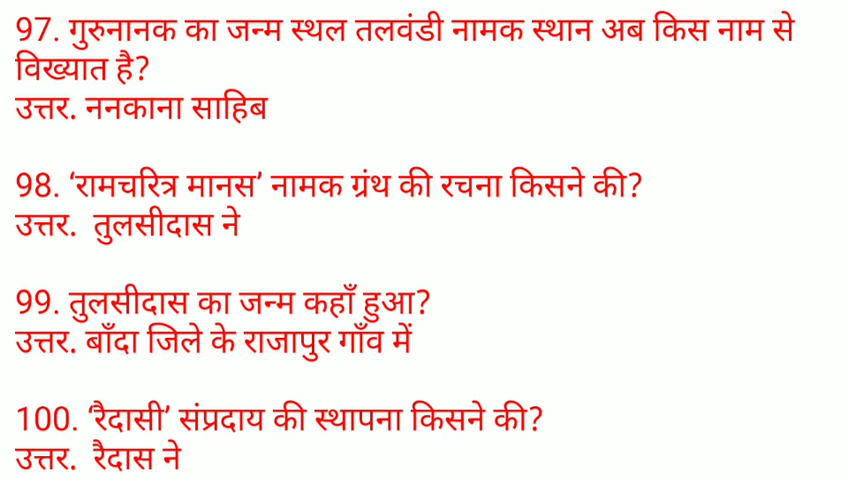 97. गुरुनानक का जन्म स्थल तलवंडी नामक स्थान अब किस नाम से
विख्यात है?
उत्तर. ननकाना साहिब
98. ‘रामचरित्र मानस’ नामक ग्रंथ की रचना किसने की?
उत्तर. तुलसीदास ने
99. तुलसीदास का जन्म कहाँ हुआ?
उत्तर. बाँदा जिले के राजापुर गाँव में
100. ‘रैदासी’ संप्रदाय की स्थापना किसने की?
उत्तर. रैदास ने